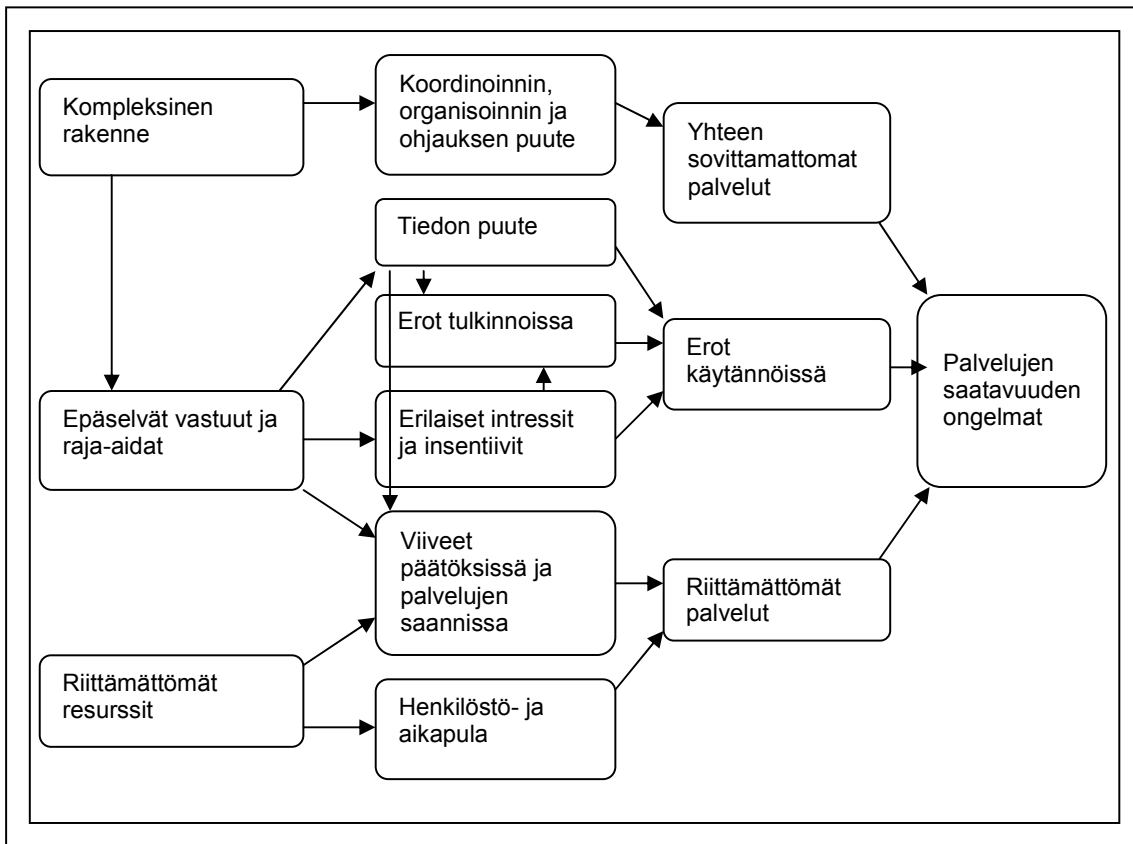 Kompleksinen
rakenne
Koordinoinnin,
organisoinnin ja
ohjauksen puute
Yhteen
sovittamattomat
palvelut
Tiedon puute
Erot tulkinnoissa
Erot
käytännöissä
Palvelujen
saatavuuden
ongelmat
Epäselvät vastuut ja
raja-aidat
Erilaiset intressit
ja insentiivit
Viiveet
päätöksissä ja
palvelujen
saannissa
Riittämättömät
palvelut
Riittämättömät
resurssit
Henkilöstö- ja
aikapula